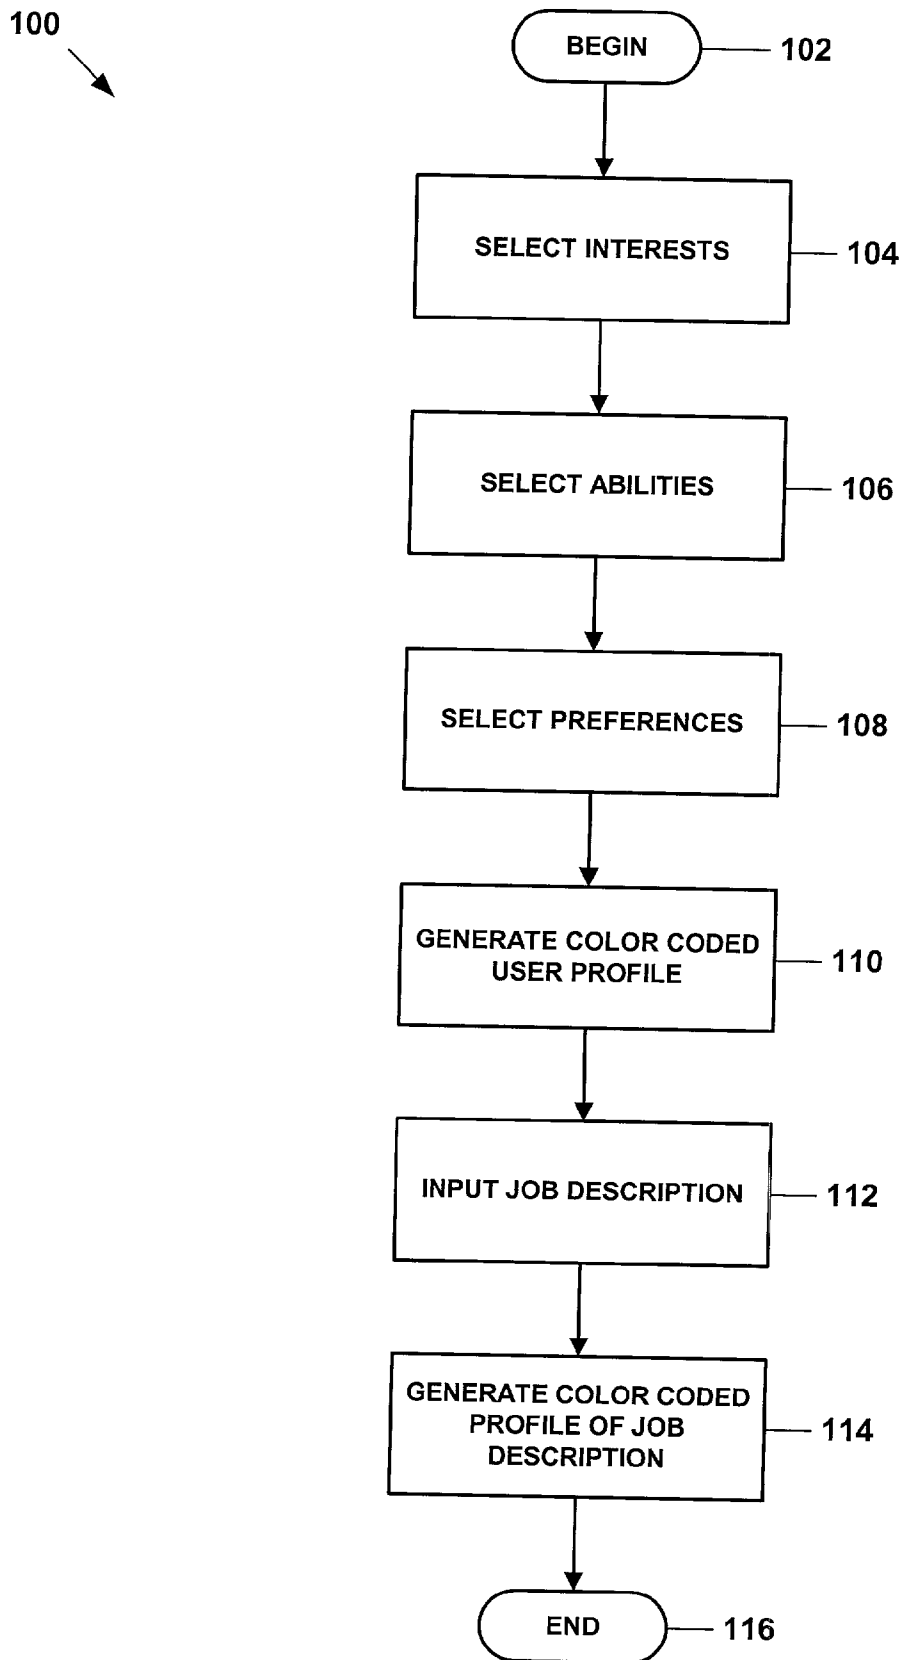 100
BEGIN
102
SELECT INTERESTS
104
SELECT ABILITIES
106
SELECT PREFERENCES
108
GENERATE COLOR CODED
USER PROFILE
110
INPUT JOB DESCRIPTION
112
GENERATE COLOR CODED
PROFILE OF JOB
DESCRIPTION
114
END
116